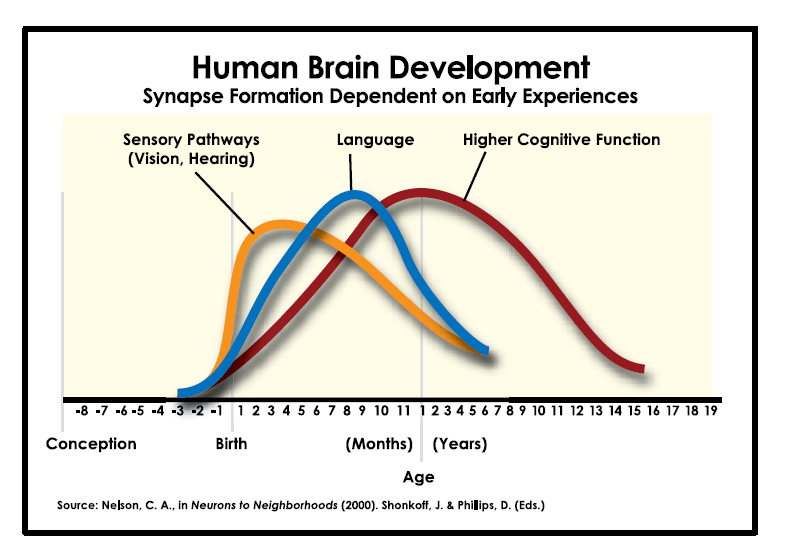 Human Brain Development
Synapse Formation Dependent on Early Experiences
Sensory Pathways
(Vision, Hearing)
Language
Higher Cognitive Function
-8 -7 -6 -5 -4 -3 -2 -1 1 2 3 4 5 6 7 8 9 10 11 1 2 3 4 5 6 7 8 9 10 11 12 13 14 15 16 17 18 19
Conception Birth (Months) (Years)
Age
Source: Nelson, C. A., in Neurons to Neighborhoods (2000). Shonkoff, J. & Phillips, D. (Eds.)